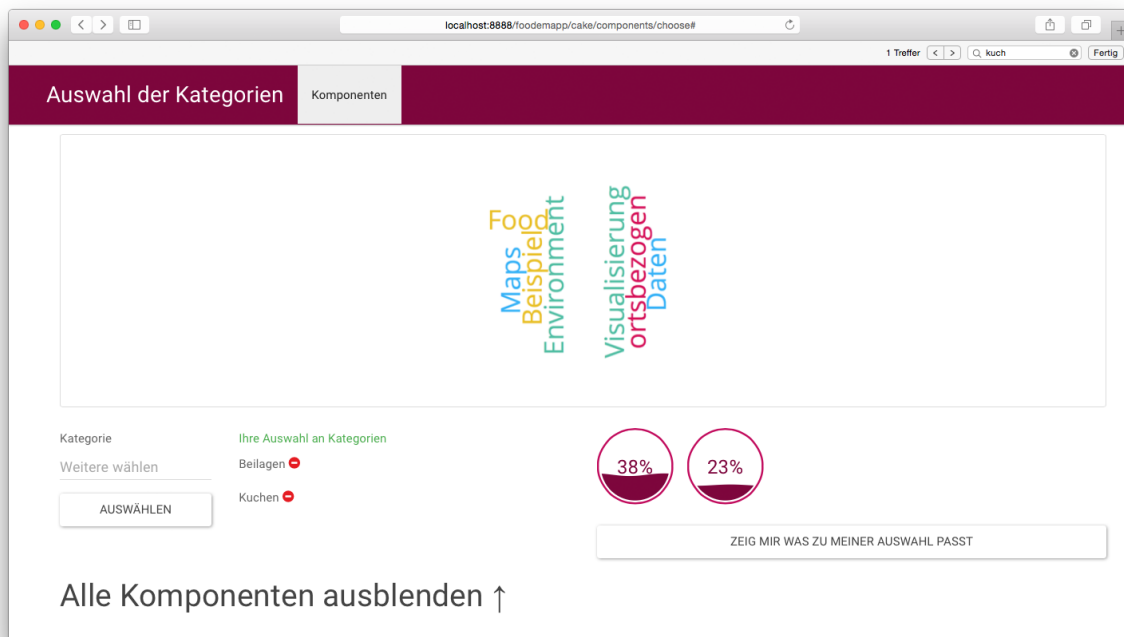 localhost:8888/foodemapp/cake/components/choose#
1 Treffer < > kuch Fertig
Auswahl der Kategorien Komponenten
Food
Maps
Beispiel
Environment
Visualisierung
ortsbezogen
Daten
Kategorie
Weitere wählen
AUSWÄHLEN
Ihre Auswahl an Kategorien
Beilagen
Kuchen
38% 23%
ZEIG MIR WAS ZU MEINER AUSWAHL PASST
Alle Komponenten ausblenden ↑